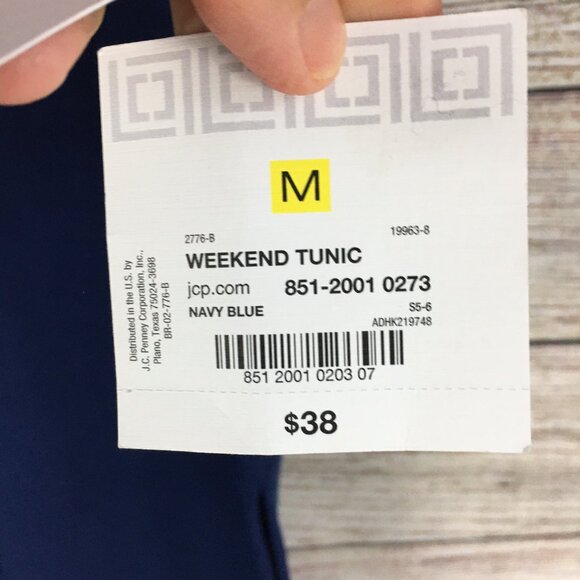 M
2776-B 19963-8
WEEKEND TUNIC
jcp.com 851-2001 0273
NAVY BLUE S5-6
ADHK219748
851 2001 0203 07
$38
Distributed in the U.S. by
J.C. Penney Corporation, Inc.,
Plano, Texas 75024-3698
BR-02-776-B